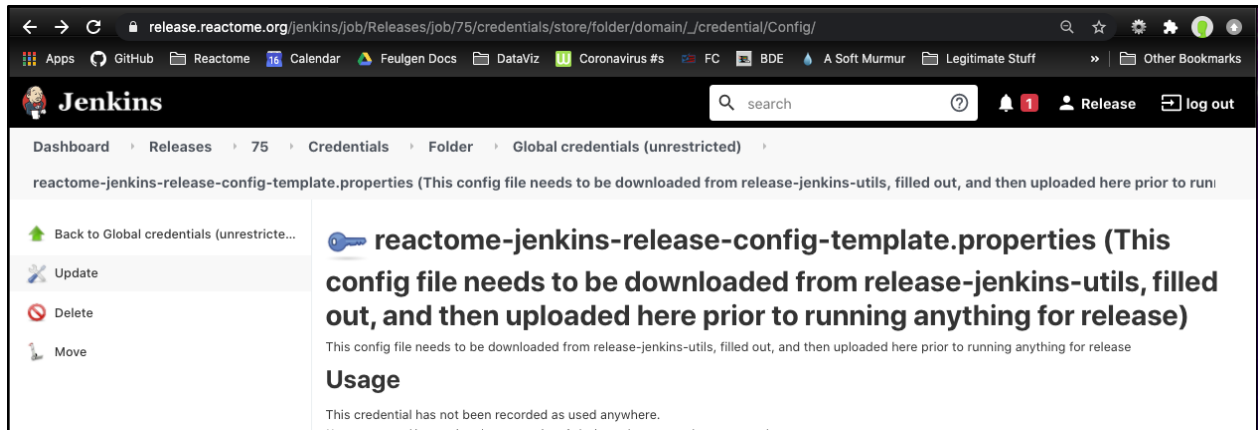 release.reactome.org/jenkins/job/Releases/job/75/credentials/store/folder/domain/_/credential/Config/
Apps GitHub Reactome 16 Calendar Feulgen Docs DataViz Coronavirus #s FC BDE A Soft Murmur Legitimate Stuff » Other Bookmarks
Jenkins search 1 Release log out
Dashboard Releases 75 Credentials Folder Global credentials (unrestricted)
reactome-jenkins-release-config-template.properties (This config file needs to be downloaded from release-jenkins-utils, filled out, and then uploaded here prior to run
Back to Global credentials (unrestricte...
Update
Delete
Move
reactome-jenkins-release-config-template.properties (This
config file needs to be downloaded from release-jenkins-utils, filled
out, and then uploaded here prior to running anything for release)
This config file needs to be downloaded from release-jenkins-utils, filled out, and then uploaded here prior to running anything for release
Usage
This credential has not been recorded as used anywhere.